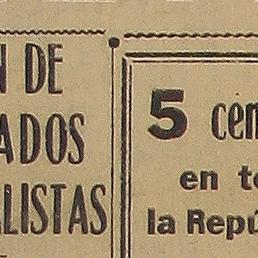 N DE
ADOS
ALISTAS
5 cen
en to
la Repú